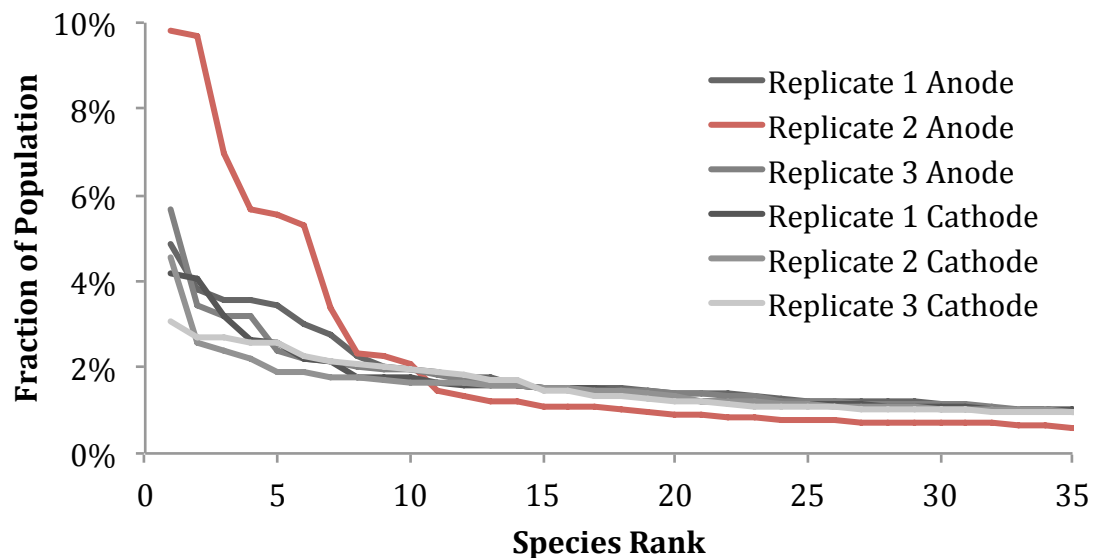 10%
8%
6%
4%
2%
0%
Fraction of Population
Replicate 1 Anode
Replicate 2 Anode
Replicate 3 Anode
Replicate 1 Cathode
Replicate 2 Cathode
Replicate 3 Cathode
0 5 10 15 20 25 30 35
Species Rank